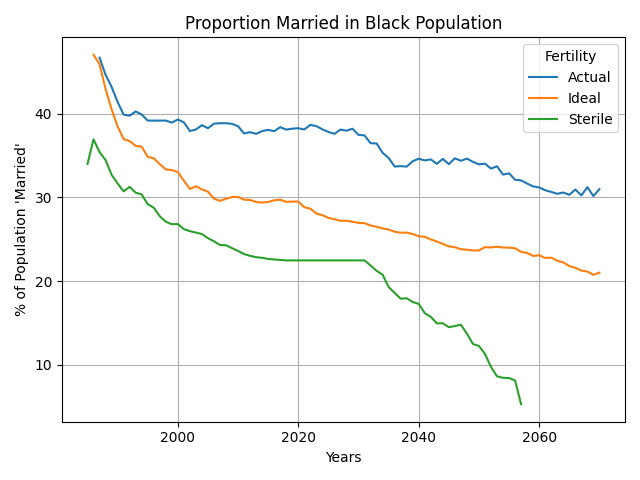 Proportion Married in Black Population
Fertility
Actual
Ideal
Sterile
% of Population 'Married'
40
30
20
10
2000
2020
2040
2060
Years